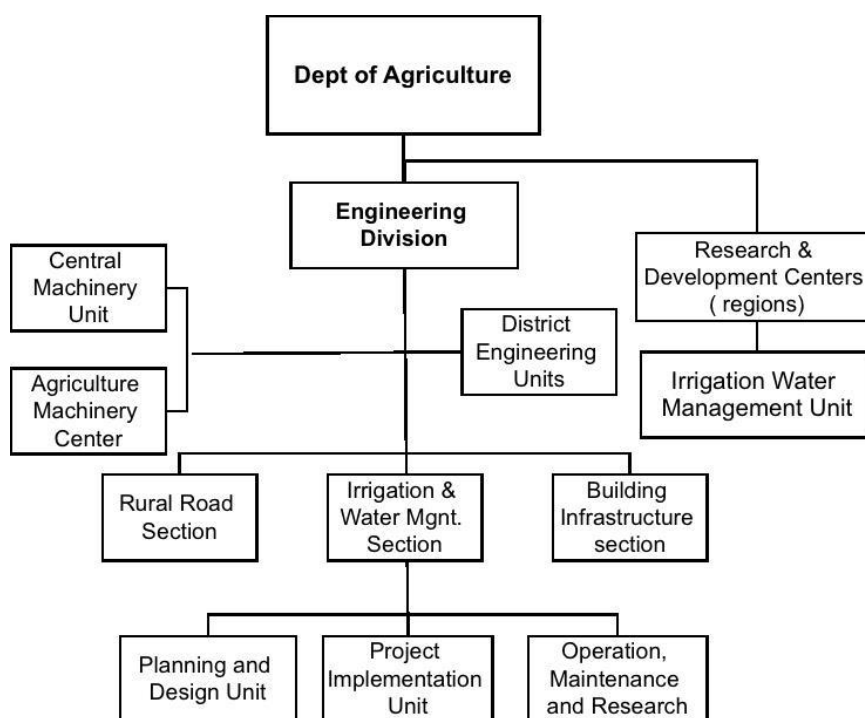 Dept of Agriculture
Engineering
Division
Central
Machinery
Unit
Research &
Development Centers
( regions)
District
Engineering
Units
Agriculture
Machinery
Center
Irrigation Water
Management Unit
Rural Road
Section
Irrigation &
Water Mgnt.
Section
Building
Infrastructure
section
Planning and
Design Unit
Project
Implementation
Unit
Operation,
Maintenance
and Research